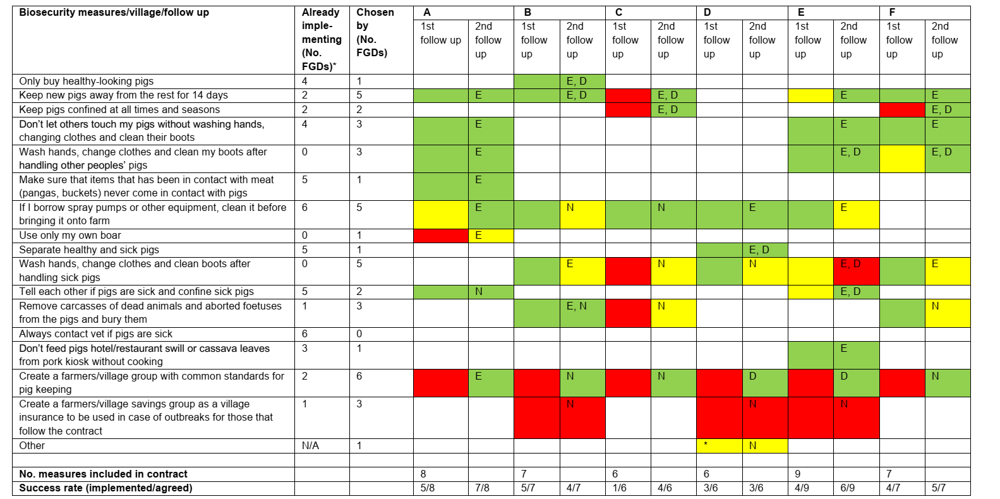 Biosecurity measures/village/follow up Already imple-menting (No. FGDs)* Chosen by (No. FGDs) A B C D E F
1st follow up 2nd follow up 1st follow up 2nd follow up 1st follow up 2nd follow up 1st follow up 2nd follow up 1st follow up 2nd follow up 1st follow up 2nd follow up
Only buy healthy-looking pigs 4 1 E, D
Keep new pigs away from the rest for 14 days 2 5 E E, D E, D E E
Keep pigs confined at all times and seasons 2 2 E, D E, D
Don't let others touch my pigs without washing hands, 4 3 E E E
changing clothes and clean their boots
Wash hands, change clothes and clean my boots after 0 3 E E, D E, D
handling other peoples' pigs
Make sure that items that has been in contact with meat 5 1 E
(pangas, buckets) never come in contact with pigs
If I borrow spray pumps or other equipment, clean it before 6 5 E N N E E
bringing it onto farm
Use only my own boar 0 1 E
Separate healthy and sick pigs 5 1 E, D
Wash hands, change clothes and clean boots after 0 5 E N N E, D E
handling sick pigs
Tell each other if pigs are sick and confine sick pigs 5 2 N E, D
Remove carcasses of dead animals and aborted foetuses 1 3 E, N N N
from the pigs and bury them
Always contact vet if pigs are sick 6 0
Don't feed pigs hotel/restaurant swill or cassava leaves 3 1 E
from pork kiosk without cooking
Create a farmers/village group with common standards for 2 6 E N N D D N
pig keeping
Create a farmers/village savings group as a village 1 3 N N N
insurance to be used in case of outbreaks for those that
follow the contract
Other N/A 1 * N
No. measures included in contract 8 7 6 6 9 7
Success rate (implemented/agreed) 5/8 7/8 5/7 4/7 1/6 4/6 3/6 3/6 4/9 6/9 4/7 5/7